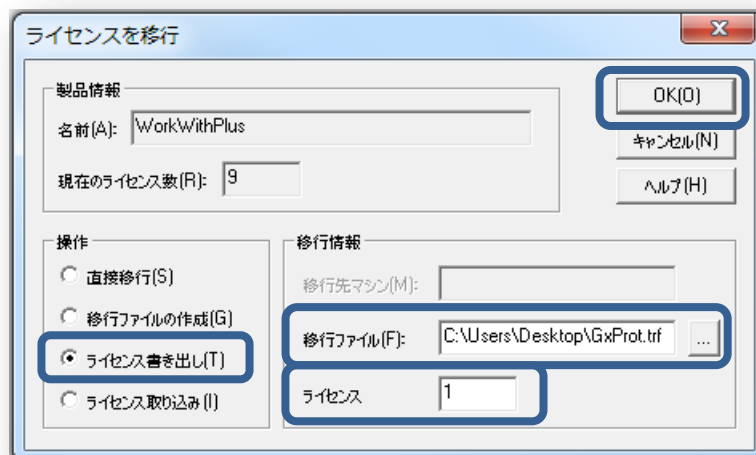 ライセンスを移行
製品情報
名前(A): WorkWithPlus
現在のライセンス数(R): 9
OK(O)
キャンセル(N)
ヘルプ(H)
操作
直接移行(S)
移行ファイルの作成(G)
ライセンス書き出し(T)
ライセンス取り込み(I)
移行情報
移行先マシン(M):
移行ファイル(F): C:\Users\Desktop\GxProt.trf ...
ライセンス 1